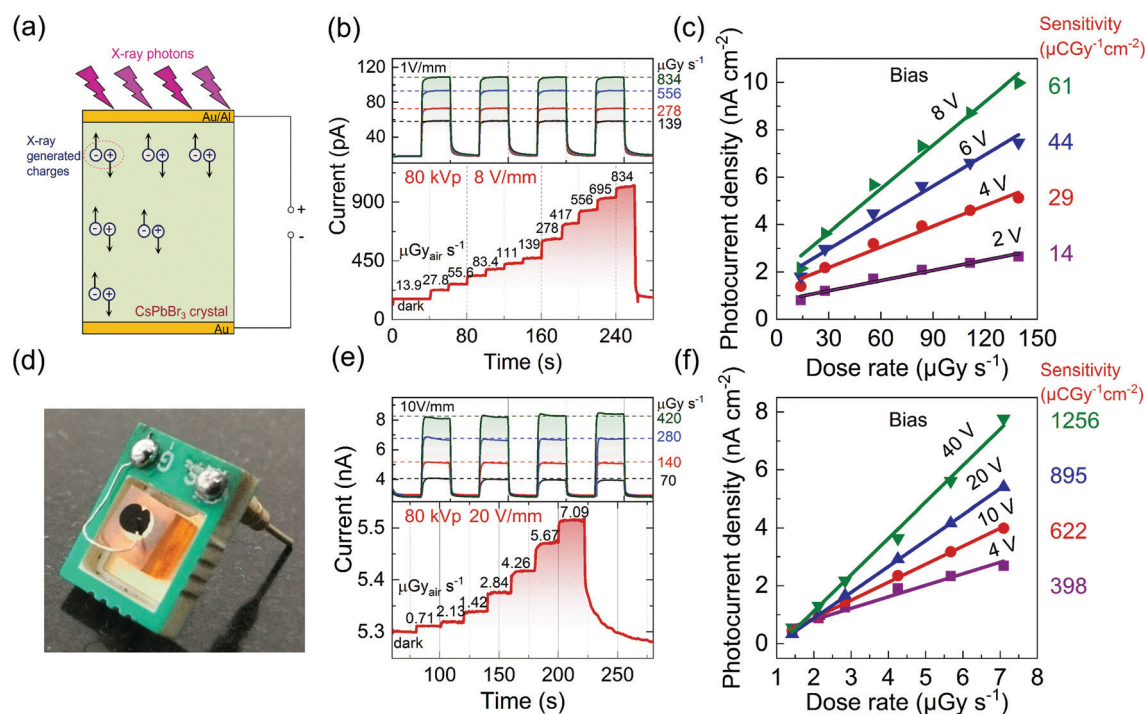 (a)
X-ray photons
Au/Al
X-ray
generated
charges
+
-
CsPbBr₃ crystal
Au
(b)
1V/mm
μGy s⁻¹
834
556
278
139
120
80
40
Current (pA)
80 kVp 8 V/mm
834
695
556
417
278
139
111
83.4
55.6
27.8
13.9
μGy_air s⁻¹
dark
900
450
0
0 80 160 240
Time (s)
(c)
Sensitivity
(μCGy⁻¹cm⁻²)
Photocurrent density (nA cm⁻²)
Bias
8 V
6 V
4 V
2 V
61
44
29
14
10
8
6
4
2
0
0 30 60 90 120 150
Dose rate (μGy s⁻¹)
(d)
G
S
(e)
10V/mm
μGy s⁻¹
420
280
140
70
8
6
4
Current (nA)
80 kVp 20 V/mm
7.09
5.67
4.26
2.84
1.42
2.13
0.71
μGy_air s⁻¹
dark
5.5
5.4
5.3
100 150 200 250
Time (s)
(f)
Sensitivity
(μCGy⁻¹cm⁻²)
Photocurrent density (nA cm⁻²)
Bias
40 V
20 V
10 V
4 V
1256
895
622
398
8
6
4
2
0
1 2 3 4 5 6 7 8
Dose rate (μGy s⁻¹)